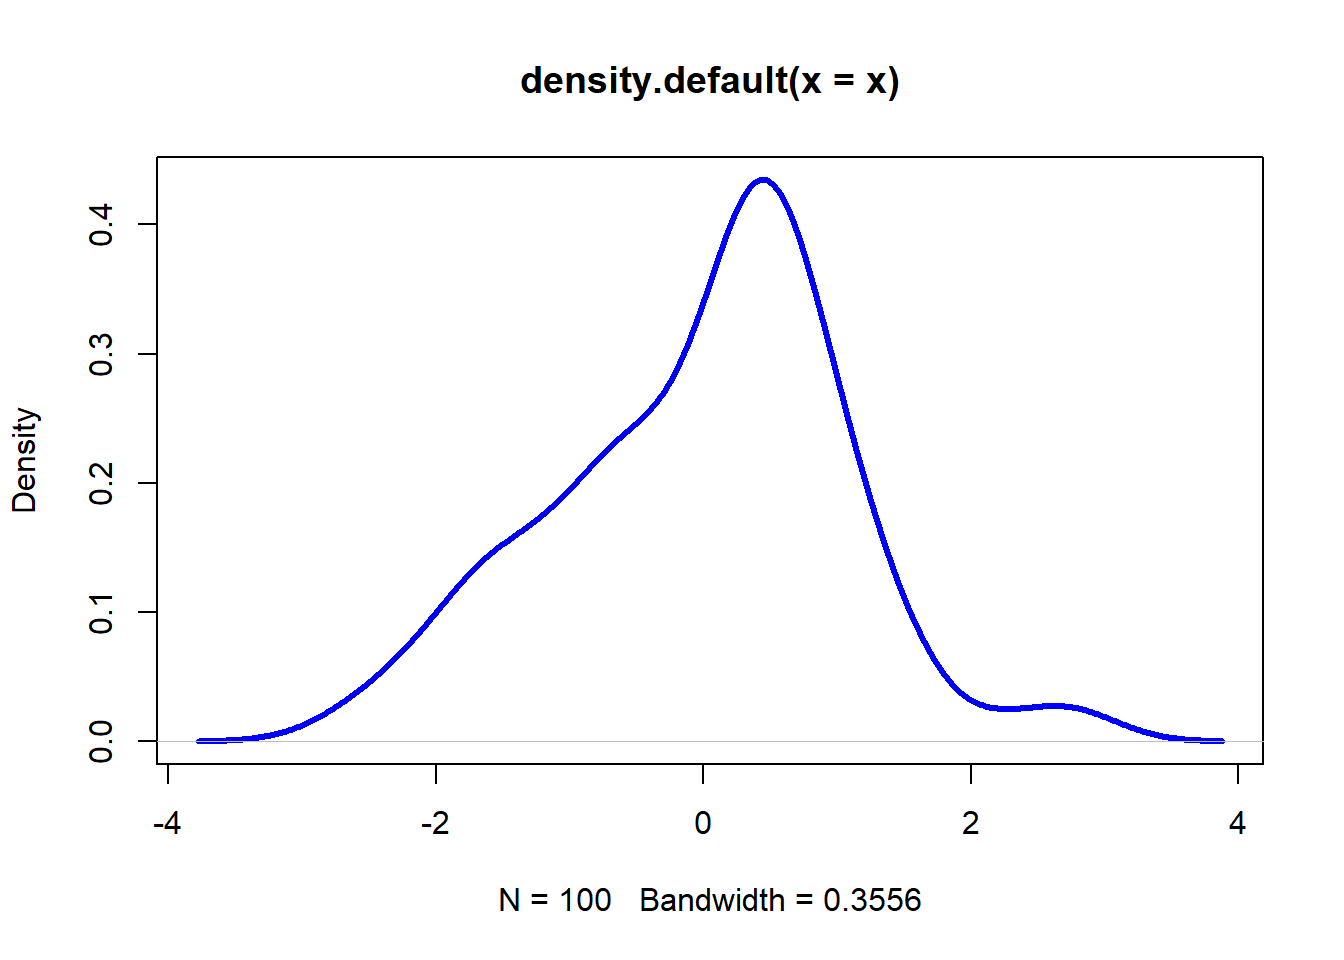 density.default(x = x)
Density
0.4
0.3
0.2
0.1
0.0
-4 -2 0 2 4
N = 100 Bandwidth = 0.3556